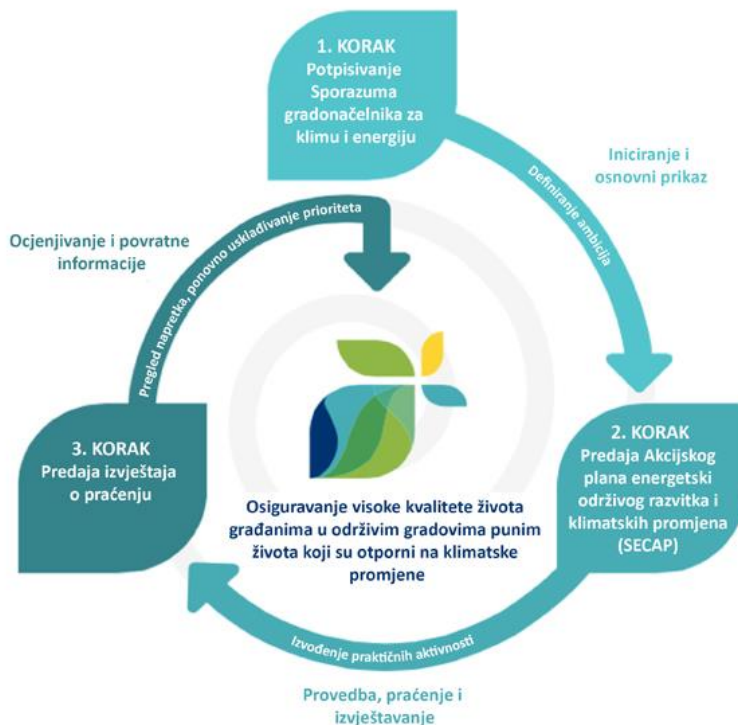 1. KORAK
Potpisivanje
Sporazuma
gradonačelnika za
klimu i energiju
Iniciranje i
osnovni prikaz
Definiranje ambicija
Ocjenjivanje i povratne
informacije
Pregled napretka, ponovno usklađivanje prioriteta
3. KORAK
Predaja izvještaja
o praćenju
2. KORAK
Predaja Akcijskog
plana energetski
održivog razvitka i
klimatskih promjena
(SECAP)
Osiguravanje visoke kvalitete života
građanima u održivim gradovima punim
života koji su otporni na klimatske
promjene
Izvođenje praktičnih aktivnosti
Provedba, praćenje i
izvještavanje